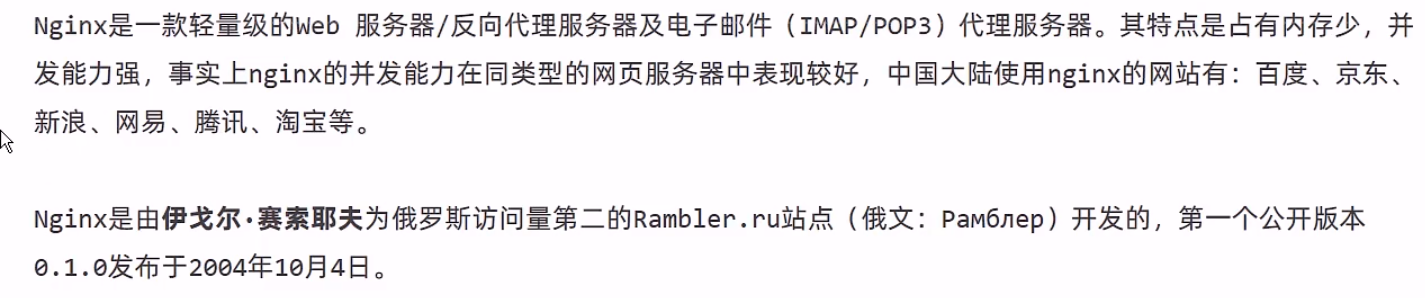 Nginx是一款轻量级的Web 服务器/反向代理服务器及电子邮件（IMAP/POP3）代理服务器。其特点是占有内存少，并
发能力强，事实上nginx的并发能力在同类型的网页服务器中表现较好，中国大陆使用nginx的网站有：百度、京东、
新浪、网易、腾讯、淘宝等。
Nginx是由伊戈尔·赛索耶夫为俄罗斯访问量第二的Rambler.ru站点（俄文：Рамблер）开发的，第一个公开版本
0.1.0发布于2004年10月4日。